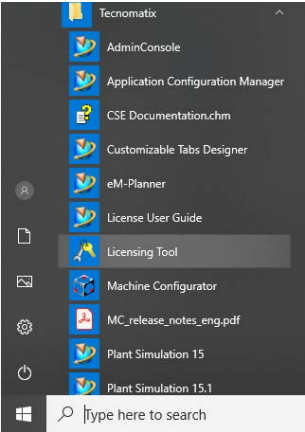 Tecnomatix
AdminConsole
Application Configuration Manager
CSE Documentation.chm
Customizable Tabs Designer
eM-Planner
License User Guide
Licensing Tool
Machine Configurator
MC_release_notes_eng.pdf
Plant Simulation 15
Plant Simulation 15.1
Type here to search